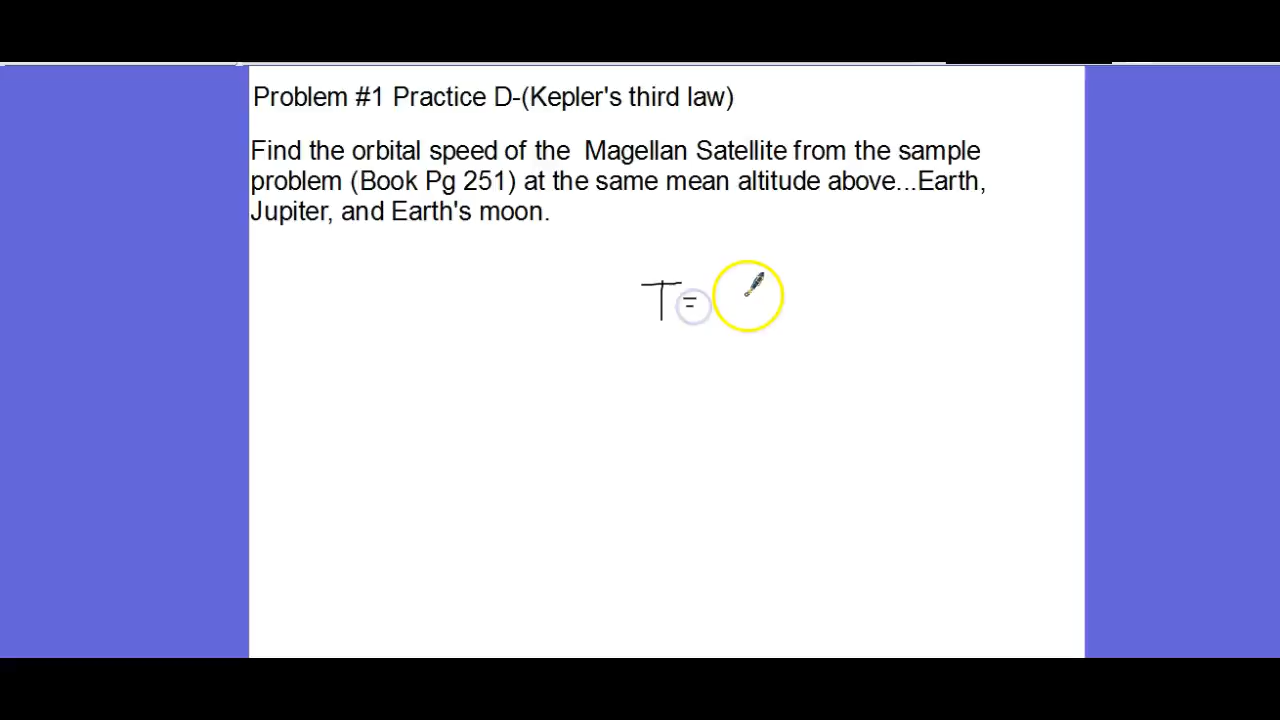 Problem #1 Practice D-(Kepler's third law)
Find the orbital speed of the  Magellan Satellite from the sample
problem (Book Pg 251) at the same mean altitude above...Earth,
Jupiter, and Earth's moon.
T=